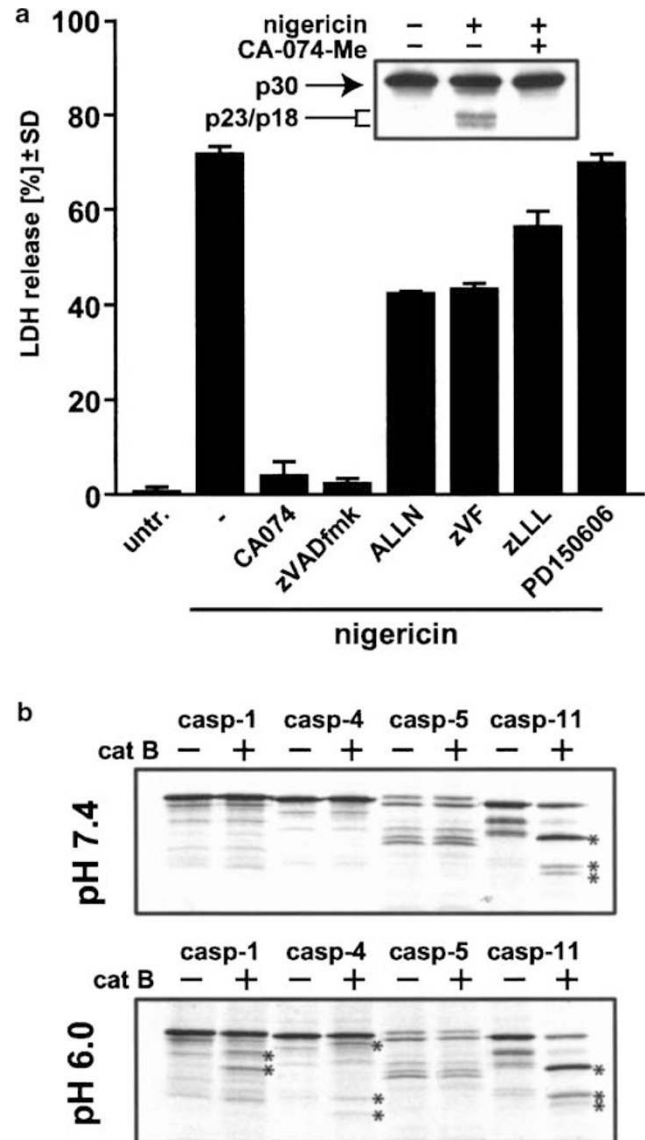 a
nigericin − + +
CA-074-Me − − +
p30
p23/p18
LDH release [%] ± SD
100
80
60
40
20
0
untr.
-
CA074
zVADfmk
ALLN
zVF
zLLL
PD150606
nigericin
b
casp-1 casp-4 casp-5 casp-11
cat B − + − + − + − +
pH 7.4
*
*
*
casp-1 casp-4 casp-5 casp-11
cat B − + − + − + − +
pH 6.0
* *
* *
* *
* *